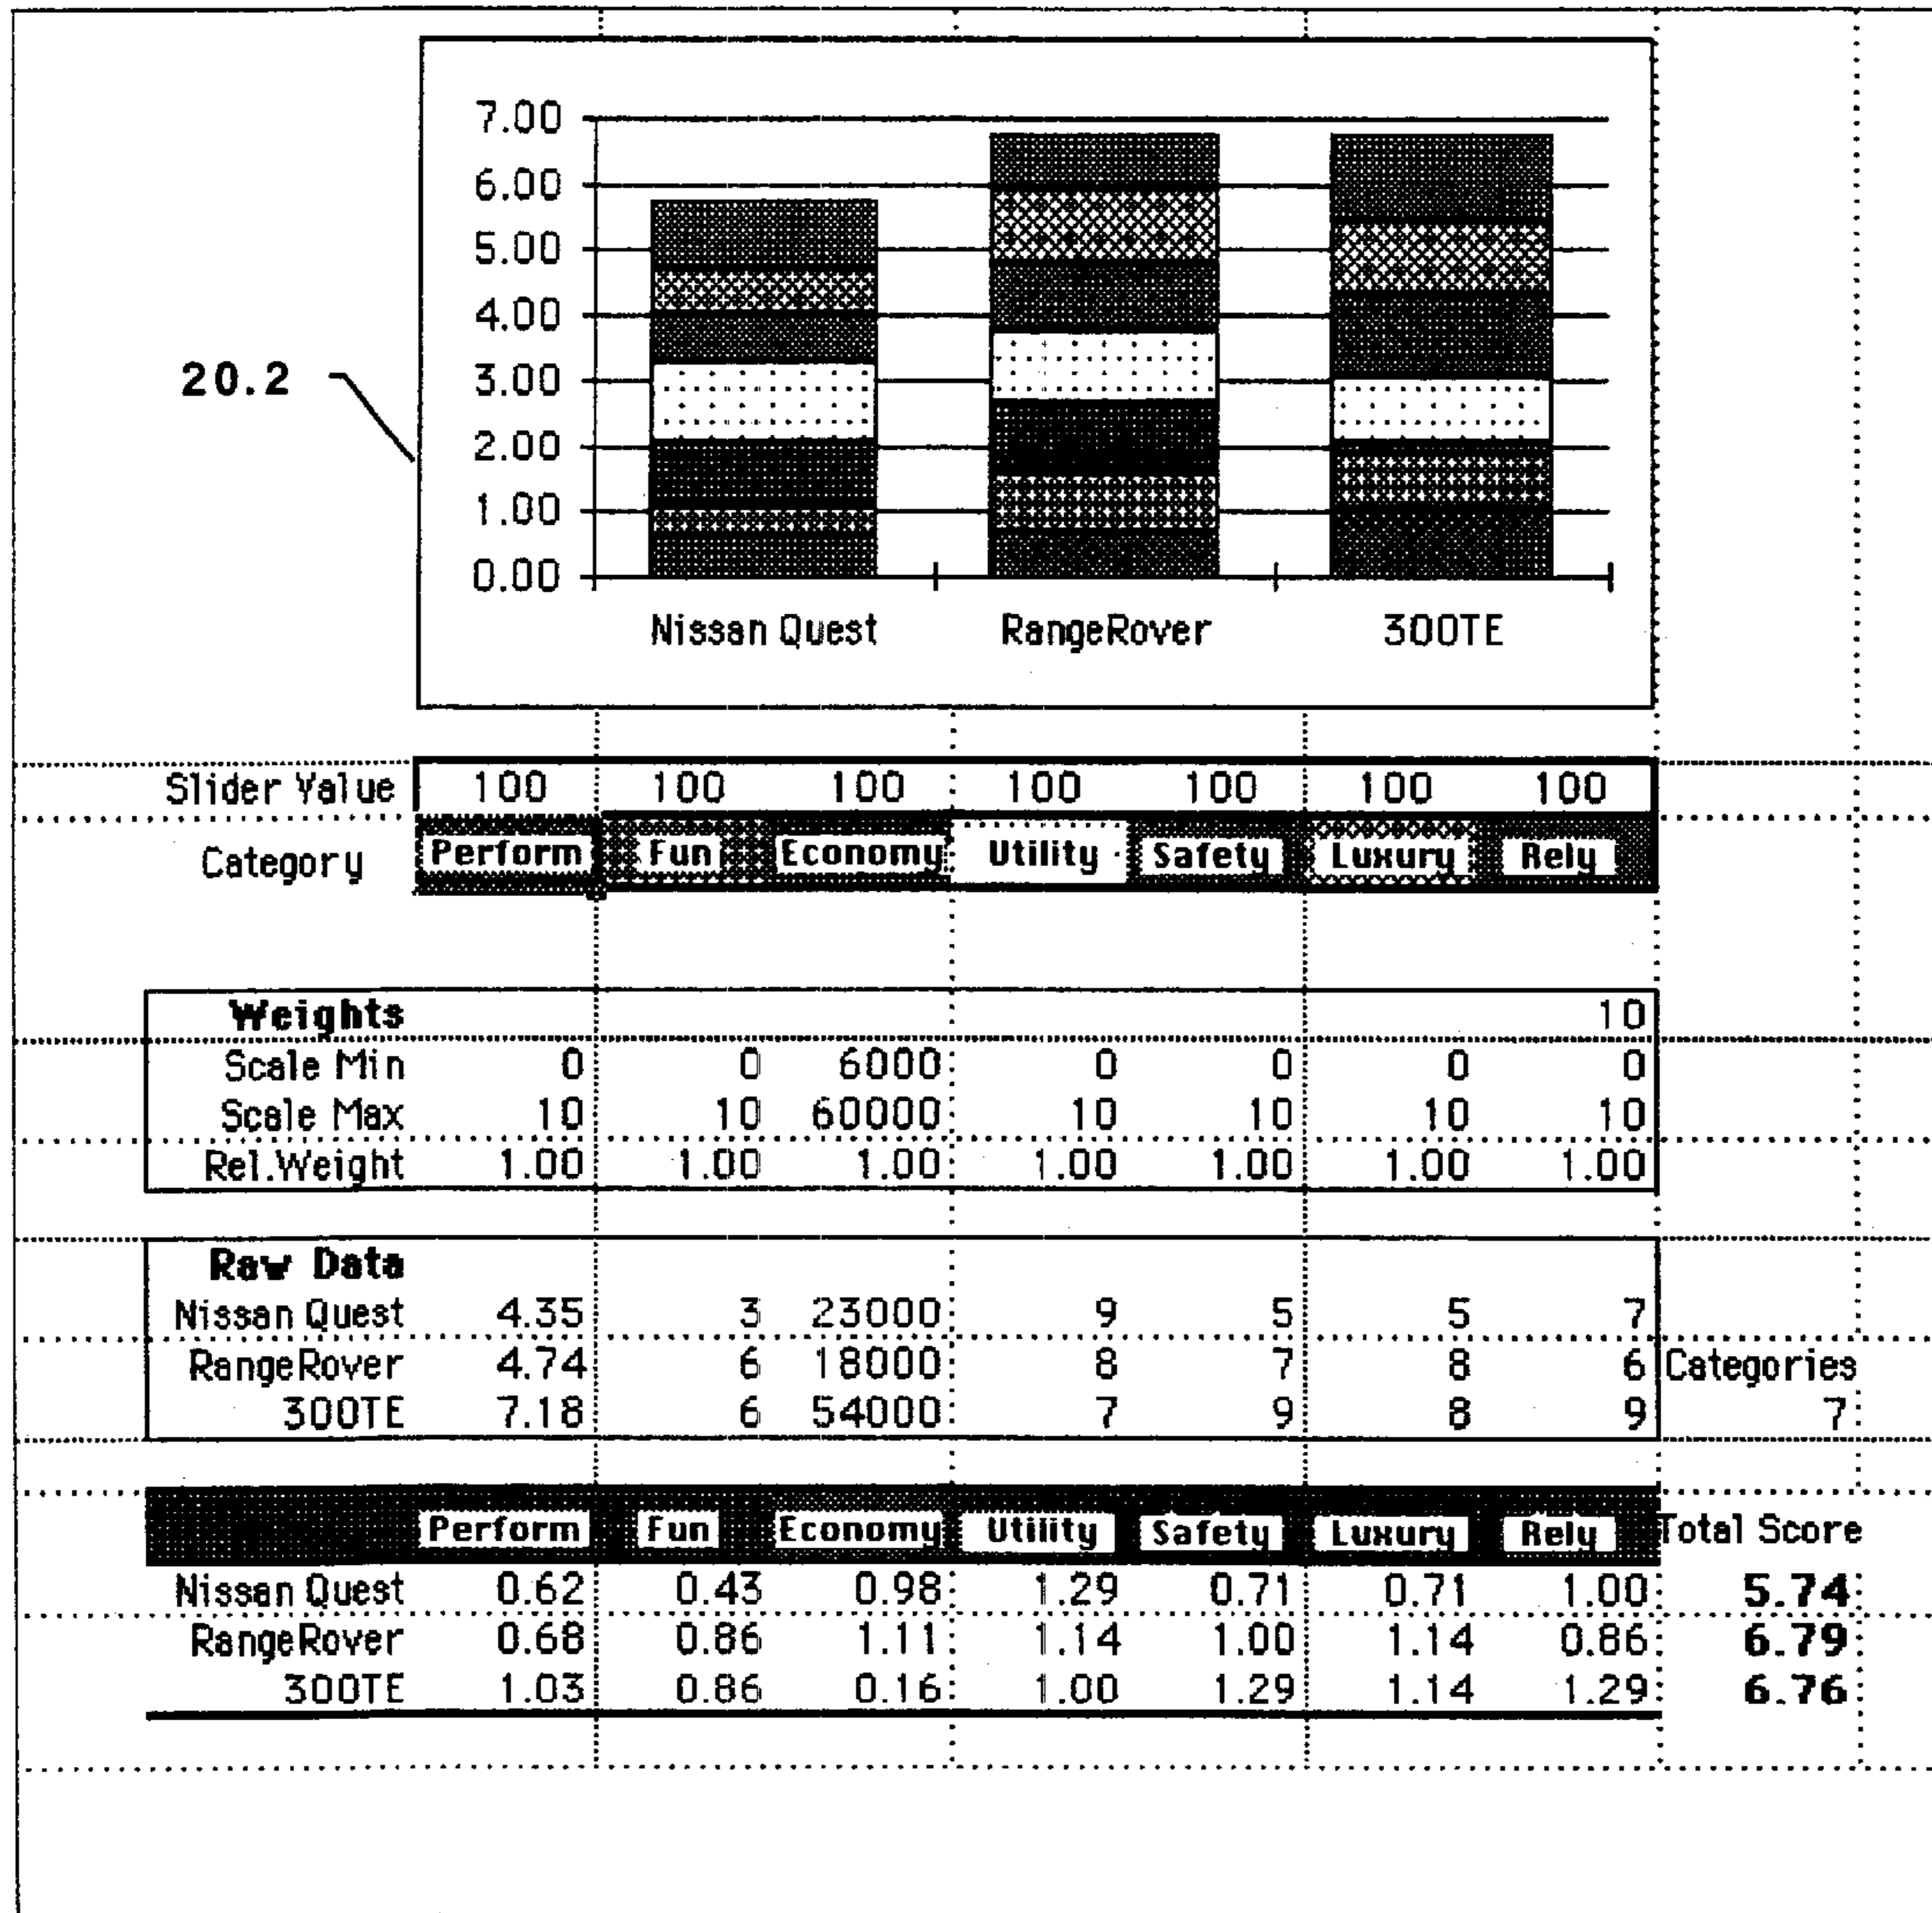 7.00
6.00
5.00
4.00
20.2
3.00
2.00
1.00
0.00
Nissan Quest RangeRover 300TE
Slider Value 100 100 100 100 100 100 100
Category Perform Fun Economy Utility Safety Luxury Rely
Weights 10
Scale Min 0 0 6000 0 0 0 0
Scale Max 10 10 60000 10 10 10 10
Rel.Weight 1.00 1.00 1.00 1.00 1.00 1.00 1.00
Raw Data
Nissan Quest 4.35 3 23000 9 5 5 7
RangeRover 4.74 6 18000 8 7 8 6 Categories
300TE 7.18 6 54000 7 9 8 9 7
Perform Fun Economy Utility Safety Luxury Rely Total Score
Nissan Quest 0.62 0.43 0.98 1.29 0.71 0.71 1.00 5.74
RangeRover 0.68 0.86 1.11 1.14 1.00 1.14 0.86 6.79
300TE 1.03 0.86 0.16 1.00 1.29 1.14 1.29 6.76